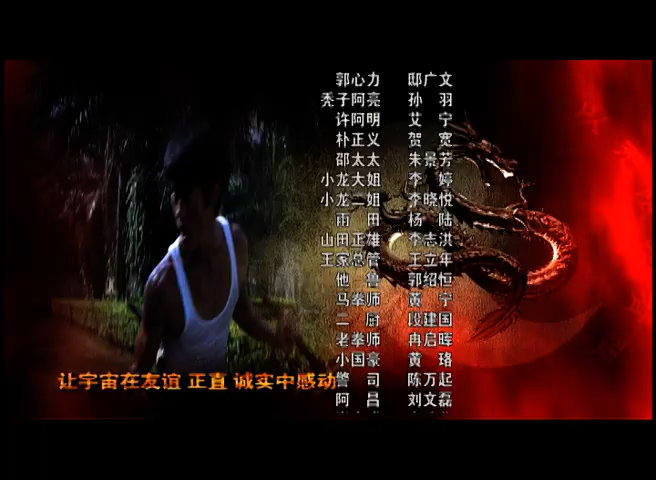 郭心力 邸广文
秃子阿亮 孙羽
许阿明 艾宁
朴正义 贺宽
邵太太 朱景芳
小龙大姐 李婷
小龙二姐 李晓悦
雨田 杨陆
山田正雄 李志洪
王家总管 王立年
他鲁 郭绍恒
马拳师 黄宁
二厨 段建国
老拳师 冉启晖
小国豪 黄珞
警司 陈万起
阿昌 刘文磊
让宇宙在友谊 正直 诚实中感动